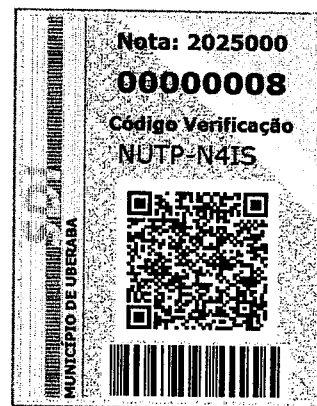 Nota: 2025000
00000008
Código Verificação
NUTP-N4IS
MUNICÍPIO DE UBERABA